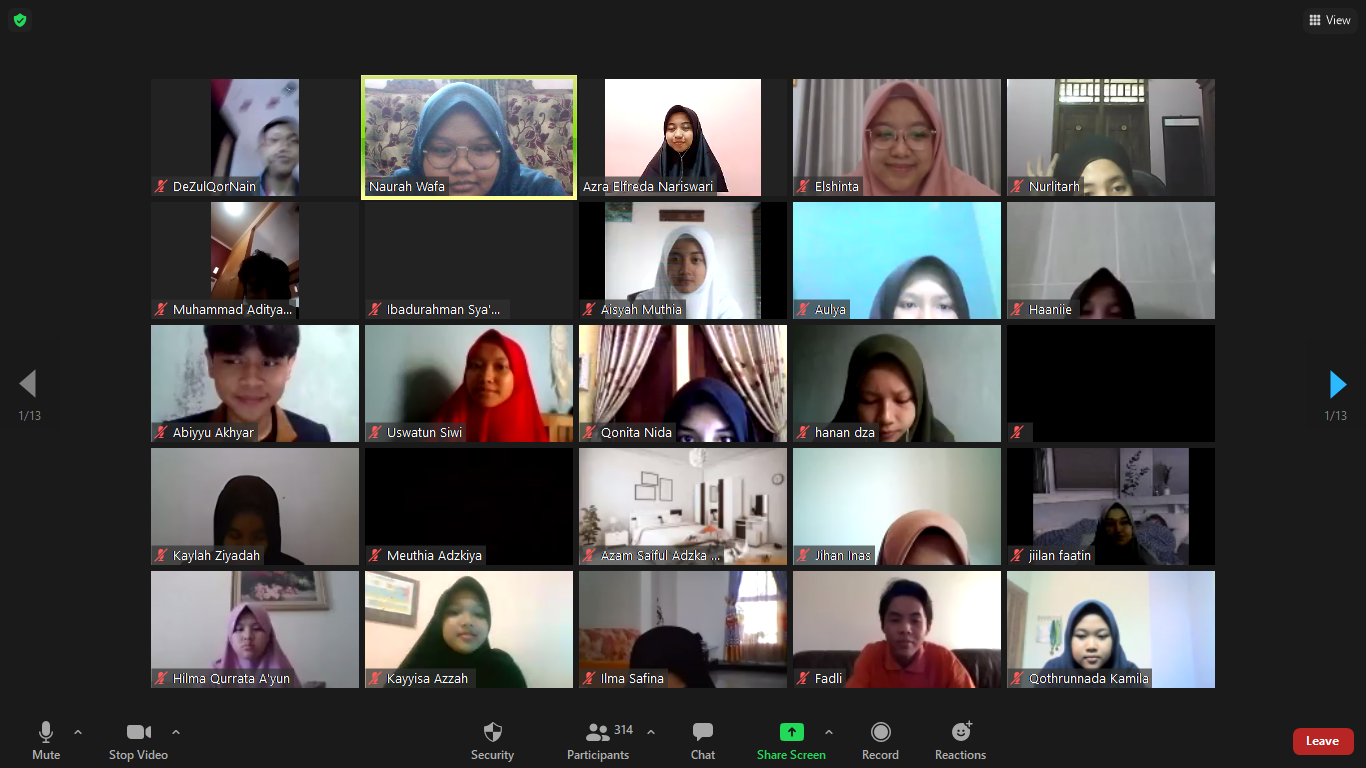 View
DeZulQorNain
Naurah Wafa
Azra Elfreda Nariswari
Elshinta
Nurlitarh
Muhammad Aditya...
Ibadurahman Sya'...
Aisyah Muthia
Aulya
Haaniie
Abiyyu Akhyar
Uswatun Siwi
Qonita Nida
hanan dza
1/13
1/13
Kaylah Ziyadah
Meuthia Adzkiya
Azam Saiful Adzka ...
Jihan Inas
jiilan faatin
Hilma Qurrata A'yun
Kayyisa Azzah
Ilma Safina
Fadli
Qothrunnada Kamila
Mute
Stop Video
Security
314
Participants
Chat
Share Screen
Record
Reactions
Leave